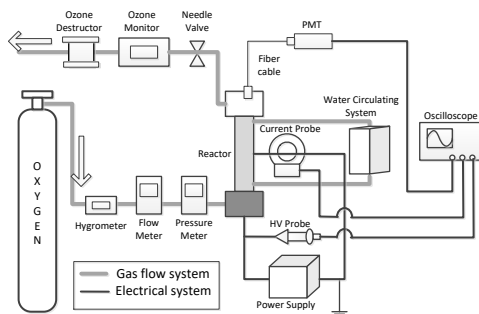 Ozone
Destructor
Ozone
Monitor
Needle
Valve
PMT
Fiber
cable
Water Circulating
System
Oscilloscope
Current Probe
Reactor
O
X
Y
G
E
N
Hygrometer
Flow
Meter
Pressure
Meter
HV Probe
Power Supply
Gas flow system
Electrical system